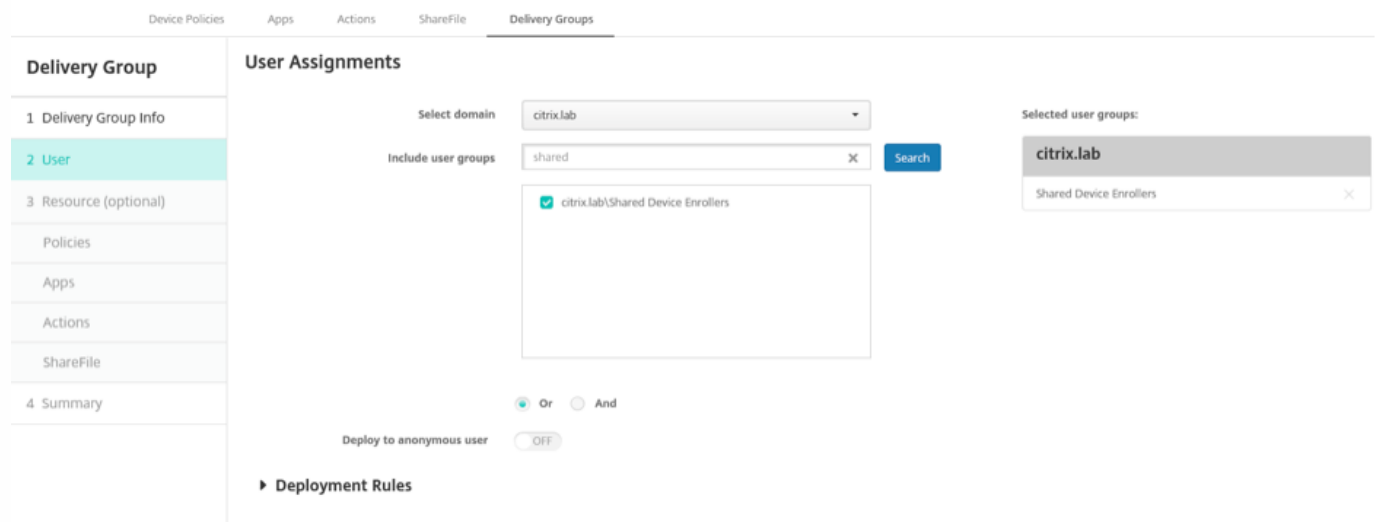 Device Policies Apps Actions ShareFile Delivery Groups
Delivery Group
1 Delivery Group Info
2 User
3 Resource (optional)
Policies
Apps
Actions
ShareFile
4 Summary
User Assignments
Select domain citrix.lab
Include user groups shared Search
citrix.lab\Shared Device Enrollers
Or And
Deploy to anonymous user OFF
Deployment Rules
Selected user groups:
citrix.lab
Shared Device Enrollers